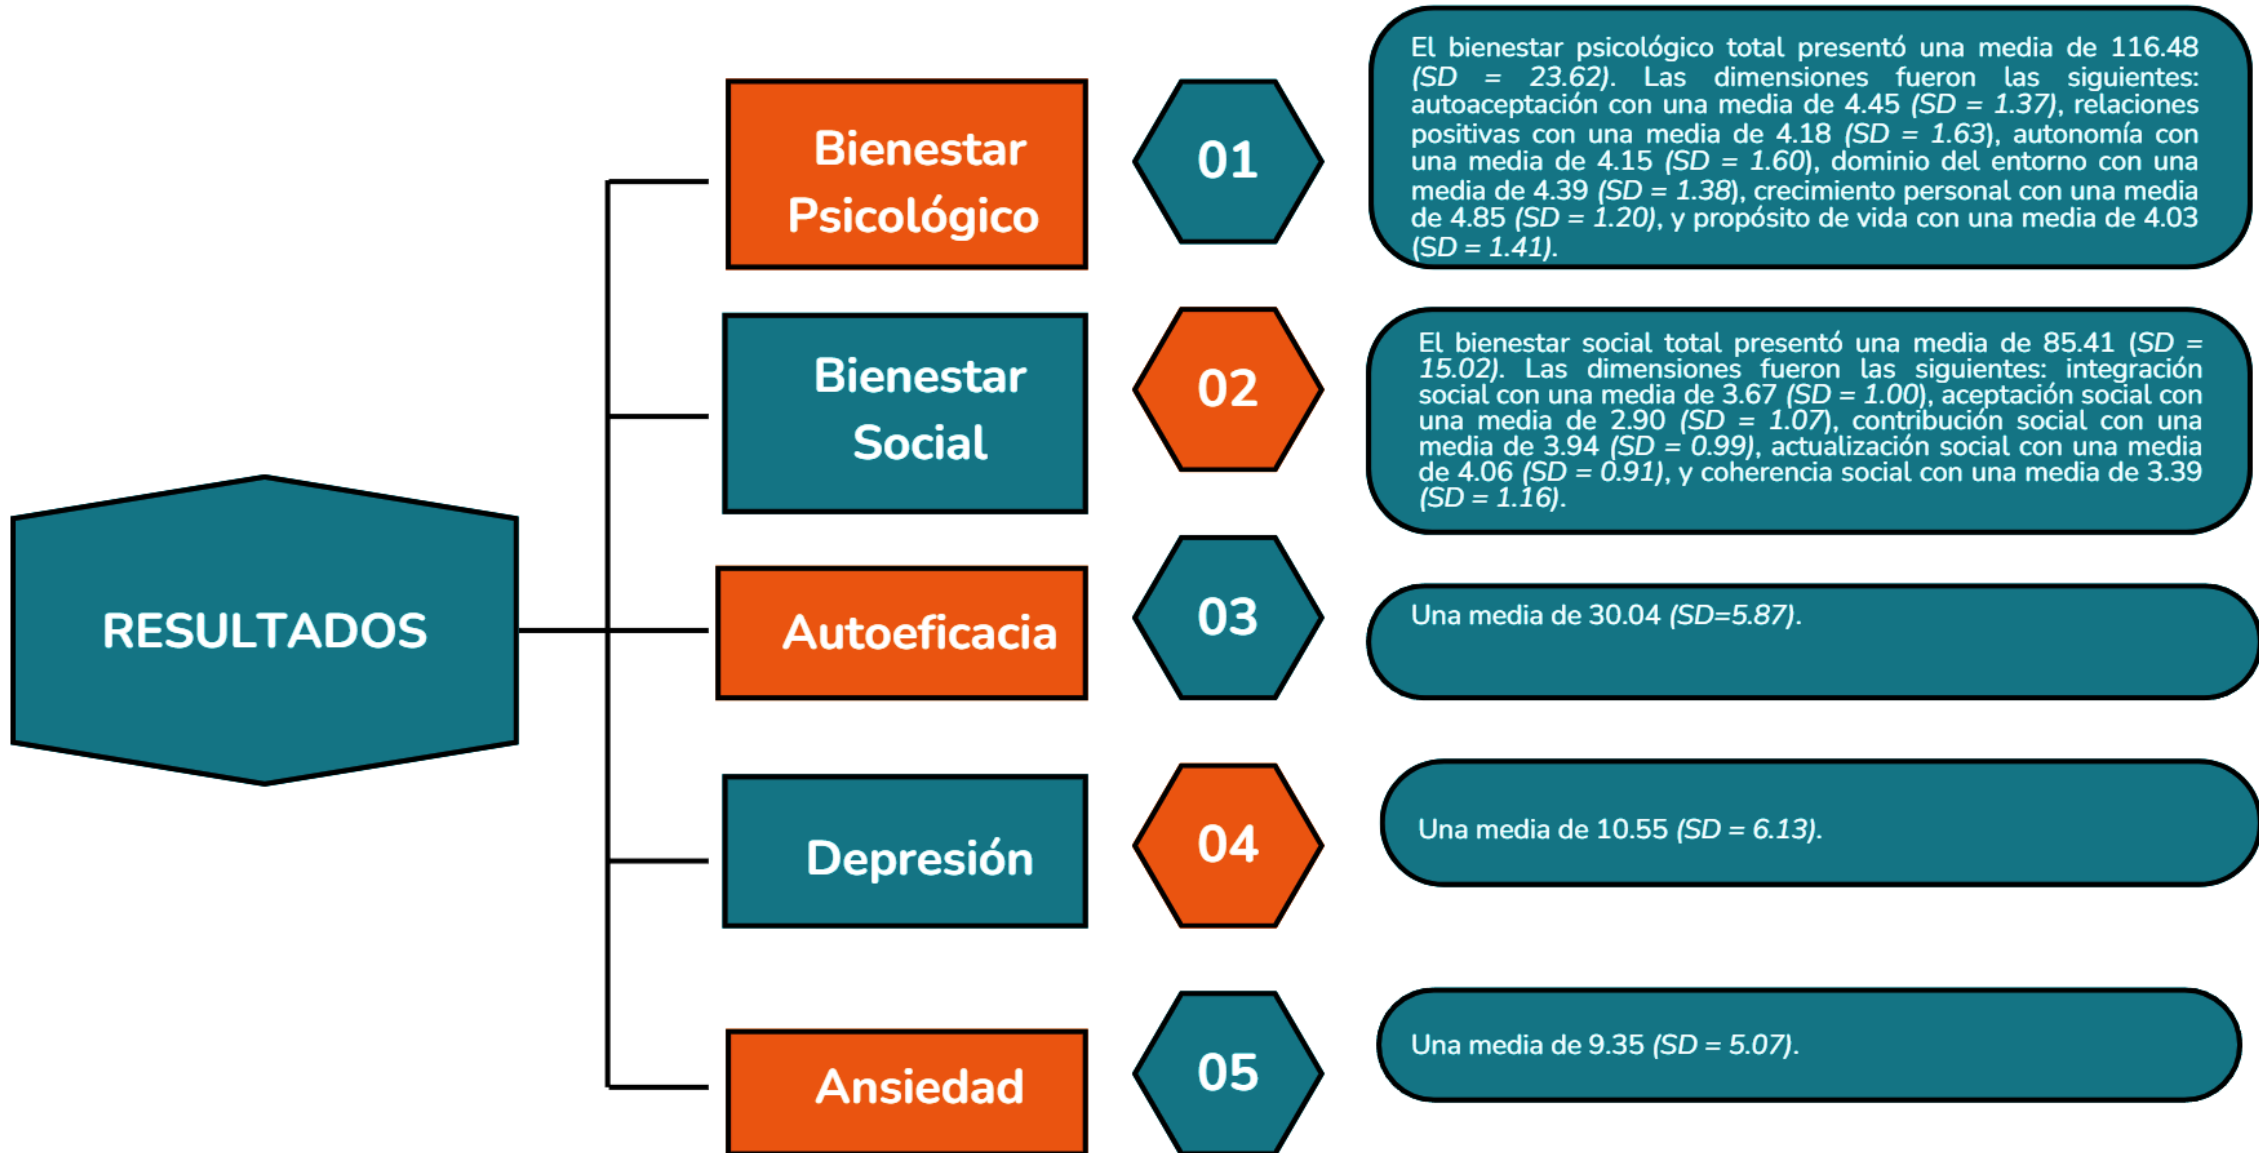 RESULTADOS
Bienestar
Psicológico
01
El bienestar psicológico total presentó una media de 116.48
(SD = 23.62). Las dimensiones fueron las siguientes:
autoaceptación con una media de 4.45 (SD = 1.37), relaciones
positivas con una media de 4.18 (SD = 1.63), autonomía con
una media de 4.15 (SD = 1.60), dominio del entorno con una
media de 4.39 (SD = 1.38), crecimiento personal con una media
de 4.85 (SD = 1.20), y propósito de vida con una media de 4.03
(SD = 1.41).
Bienestar
Social
02
El bienestar social total presentó una media de 85.41 (SD =
15.02). Las dimensiones fueron las siguientes: integración
social con una media de 3.67 (SD = 1.00), aceptación social con
una media de 2.90 (SD = 1.07), contribución social con una
media de 3.94 (SD = 0.99), actualización social con una media
de 4.06 (SD = 0.91), y coherencia social con una media de 3.39
(SD = 1.16).
Autoeficacia
03
Una media de 30.04 (SD=5.87).
Depresión
04
Una media de 10.55 (SD = 6.13).
Ansiedad
05
Una media de 9.35 (SD = 5.07).